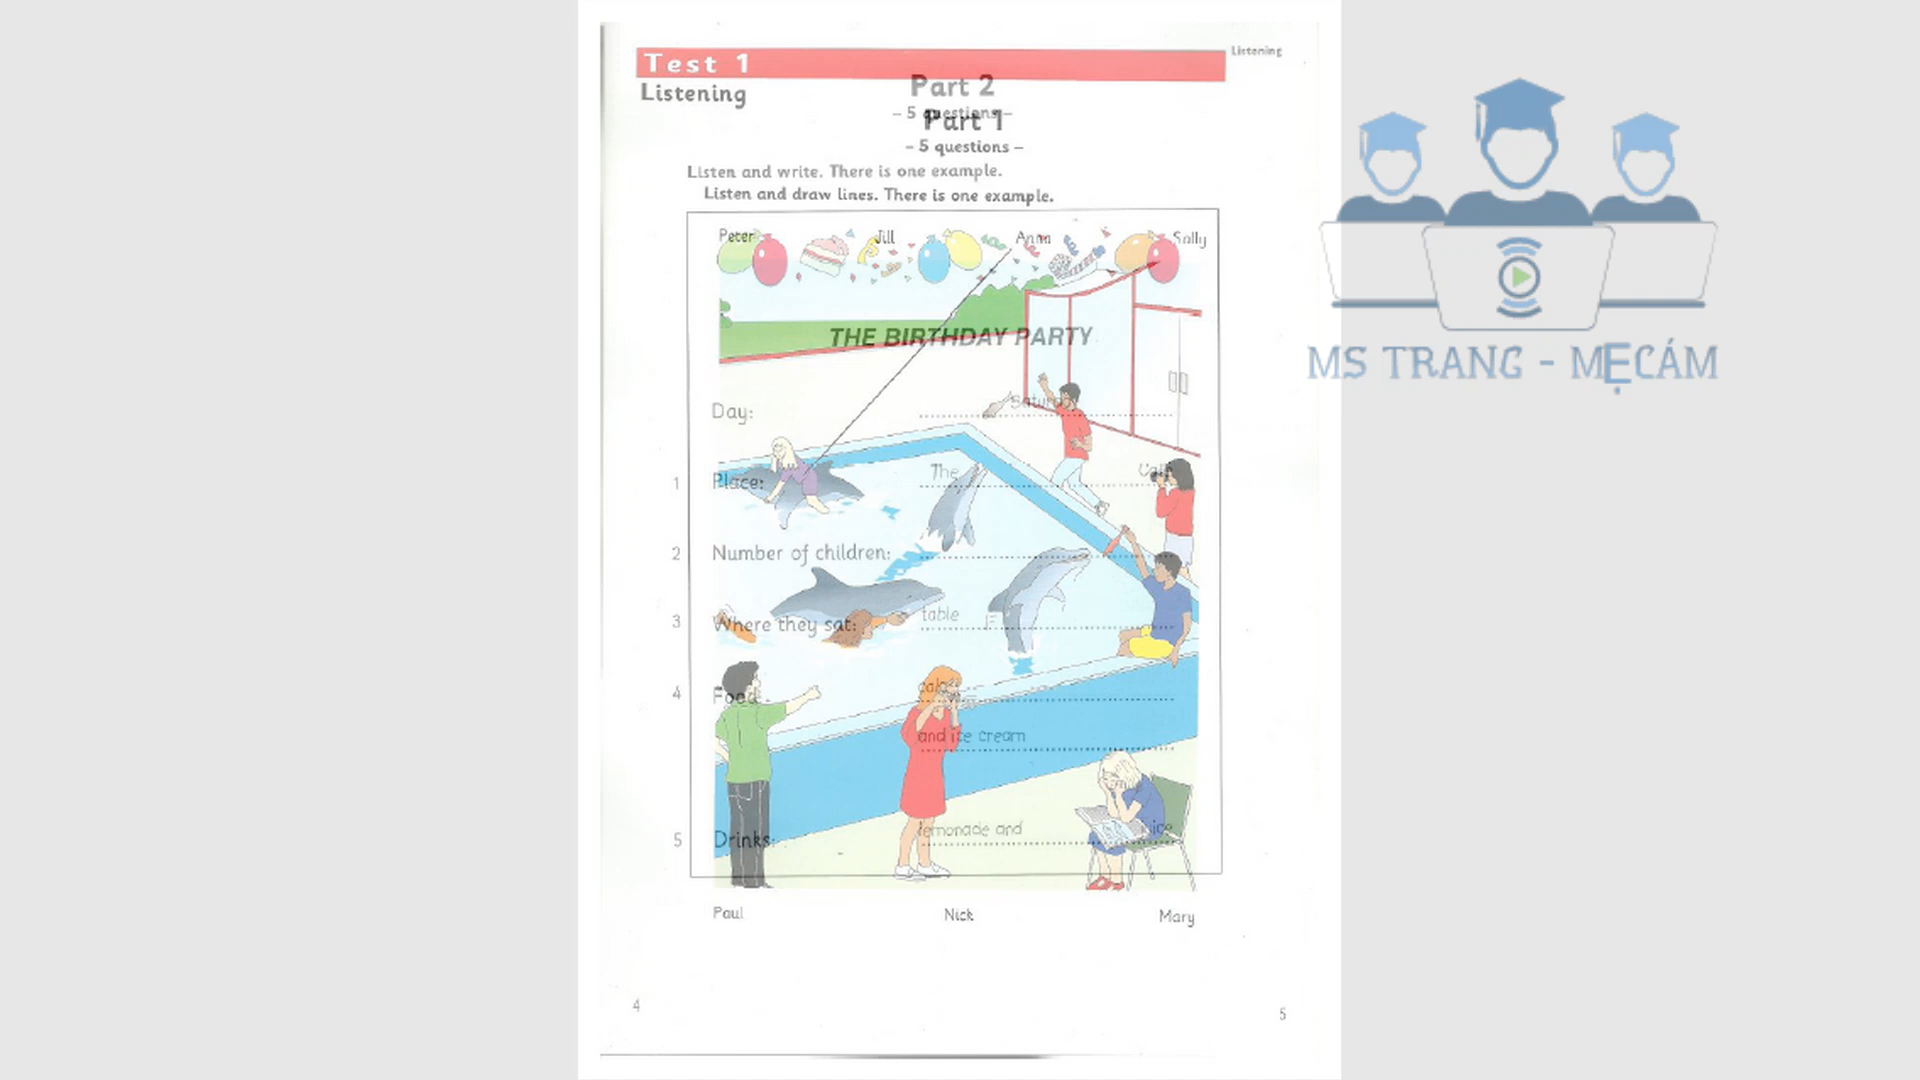 Test 1
Listening
Listening
Part 2
– 5 questions –
Part 1
– 5 questions –
Listen and write. There is one example.
Listen and draw lines. There is one example.
Peter Jill Anna Sally
THE BIRTHDAY PARTY
Day:
1 Place: The
2 Number of children:
3 Where they sat: table
4 Food:
and ice cream
5 Drinks: lemonade and juice
Paul Nick Mary
4
5
MS TRANG - MẸCÁM